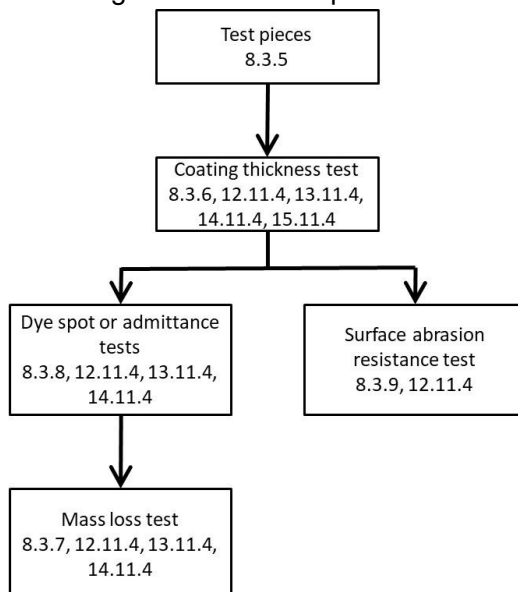 Test pieces
8.3.5
Coating thickness test
8.3.6, 12.11.4, 13.11.4,
14.11.4, 15.11.4
Dye spot or admittance
tests
8.3.8, 12.11.4, 13.11.4,
14.11.4
Surface abrasion
resistance test
8.3.9, 12.11.4
Mass loss test
8.3.7, 12.11.4, 13.11.4,
14.11.4